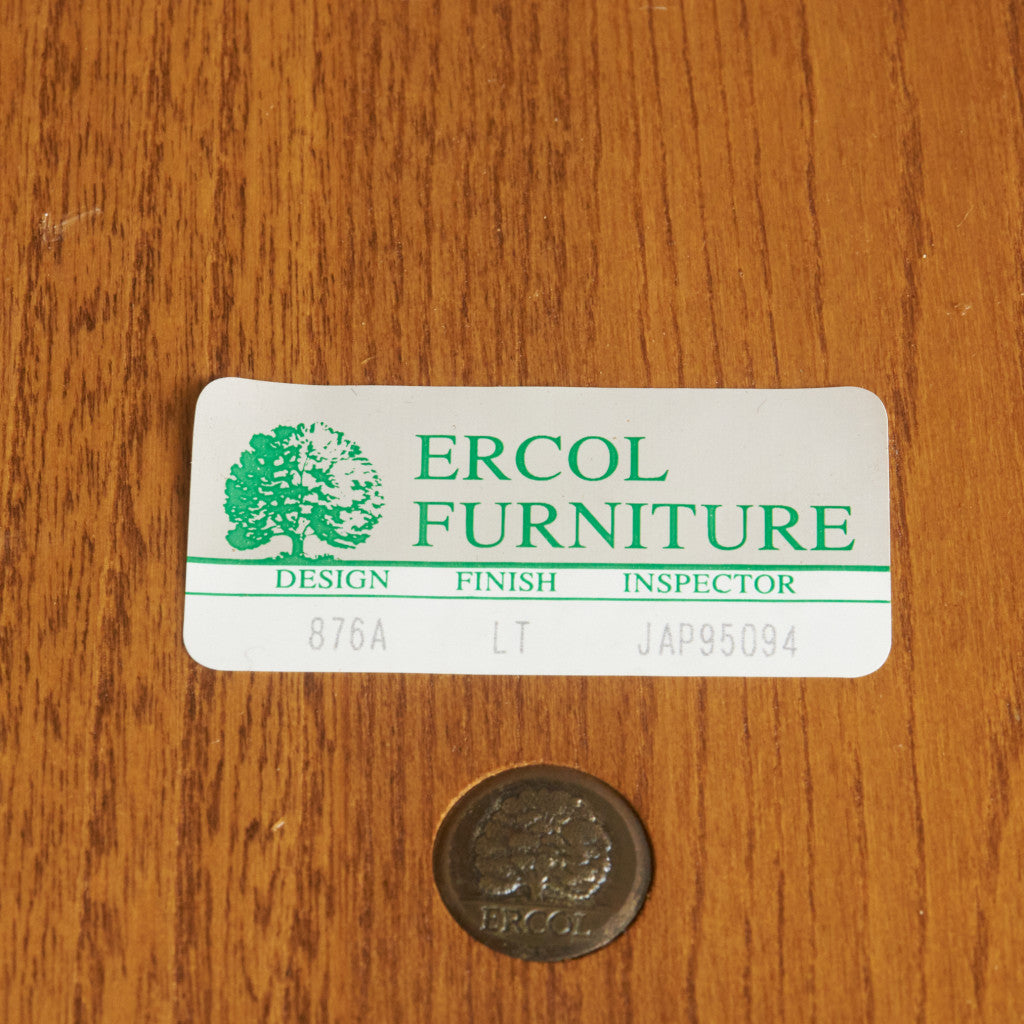 ERCOL
FURNITURE
DESIGN FINISH INSPECTOR
876A LT JAP95094
ERCOL